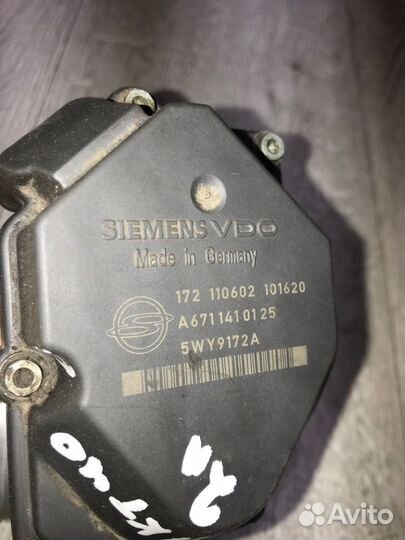 SIEMENS VDO
Made in Germany
172 110602 101620
A6711410125
5WY9172A
Avito